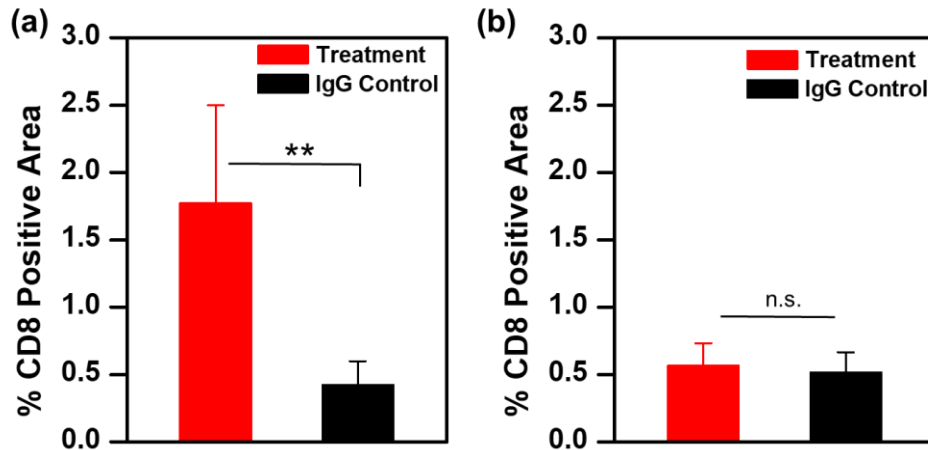 (a)
% CD8 Positive Area
3.0
2.5
2.0
1.5
1.0
0.5
0.0
Treatment
IgG Control
**
(b)
% CD8 Positive Area
3.0
2.5
2.0
1.5
1.0
0.5
0.0
Treatment
IgG Control
n.s.